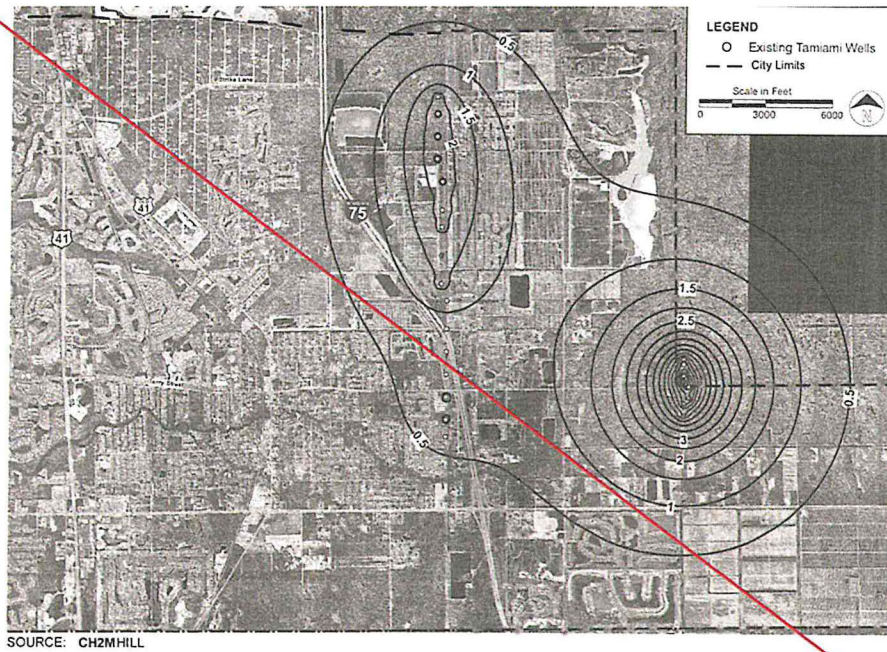 LEGEND
Existing Tamiami Wells
City Limits
Scale in Feet
0 3000 6000
N
0.5
1
1.5
2
75
41
41
1.5
2.5
0.5
0.5
3
2
1
SOURCE: CH2MHILL